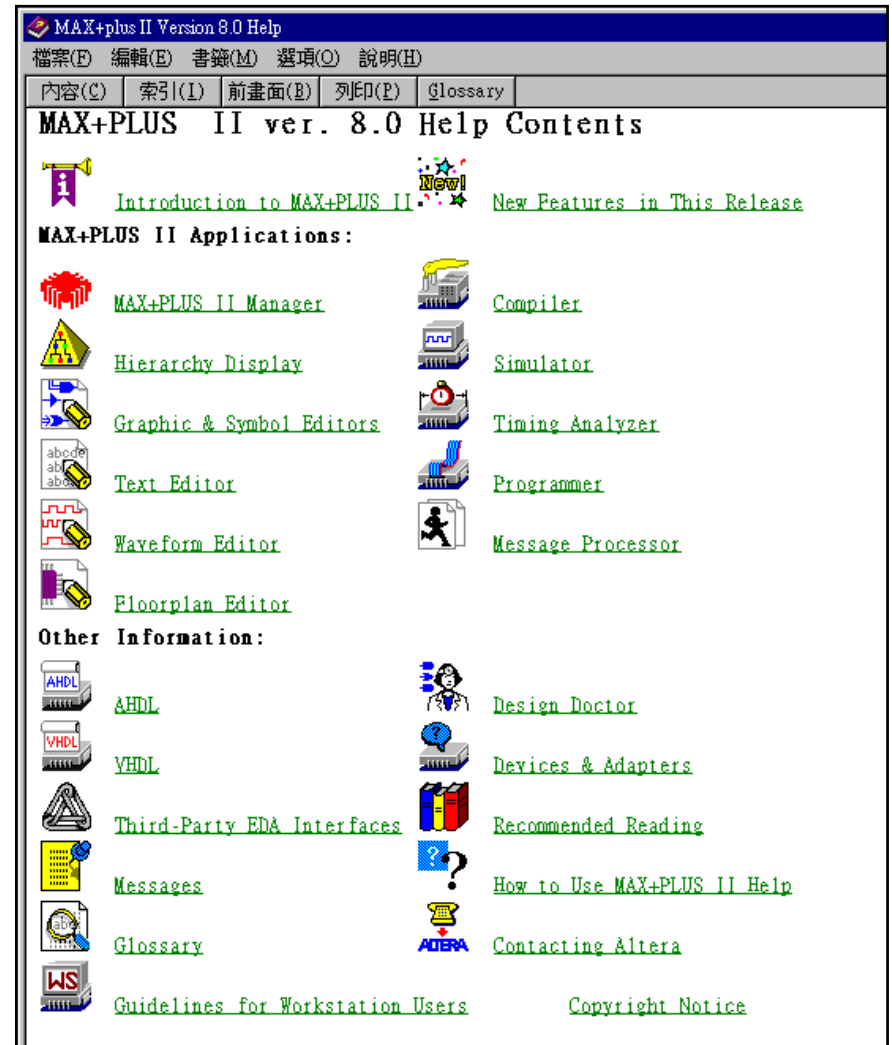 MAX+plus II Version 8.0 Help
檔案(F) 編輯(E) 書籤(M) 選項(O) 說明(H)
內容(C) 索引(I) 前畫面(B) 列印(P) Glossary
MAX+PLUS II ver. 8.0 Help Contents
i Introduction to MAX+PLUS II New! New Features in This Release
MAX+PLUS II Applications:
MAX+PLUS II Manager Compiler
Hierarchy Display Simulator
Graphic & Symbol Editors Timing Analyzer
Text Editor Programmer
Waveform Editor Message Processor
Floorplan Editor
Other Information:
AHDL AHDL Design Doctor
VHDL VHDL ? Devices & Adapters
Third-Party EDA Interfaces Recommended Reading
Messages ? ? How to Use MAX+PLUS II Help
Glossary ALTERA Contacting Altera
WS Guidelines for Workstation Users Copyright Notice